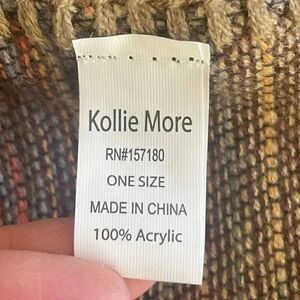 Kollie More
RN#157180
ONE SIZE
MADE IN CHINA
100% Acrylic